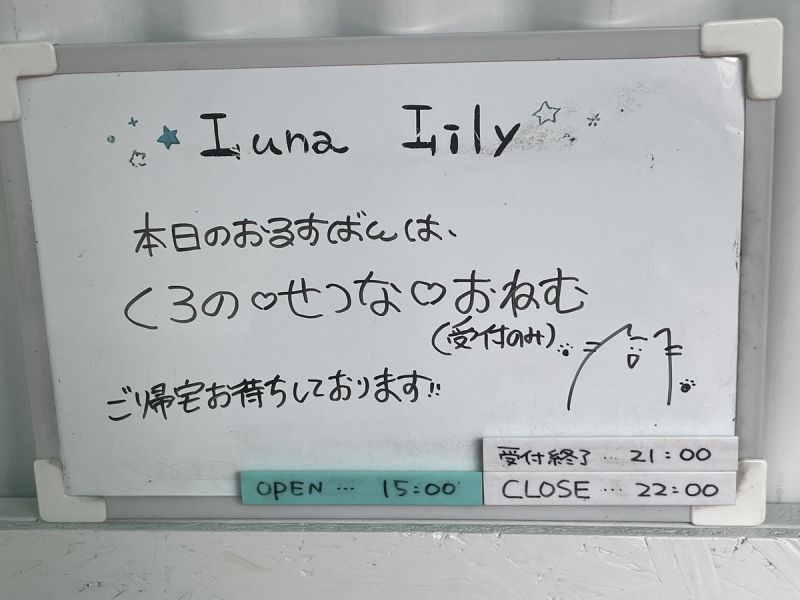 Luna Lily
本日のおるすばんは、
くろの♡せつな♡おねむ
(受付のみ)
ご帰宅お待ちしております!!
受付終了… 21:00
OPEN… 15:00
CLOSE… 22:00